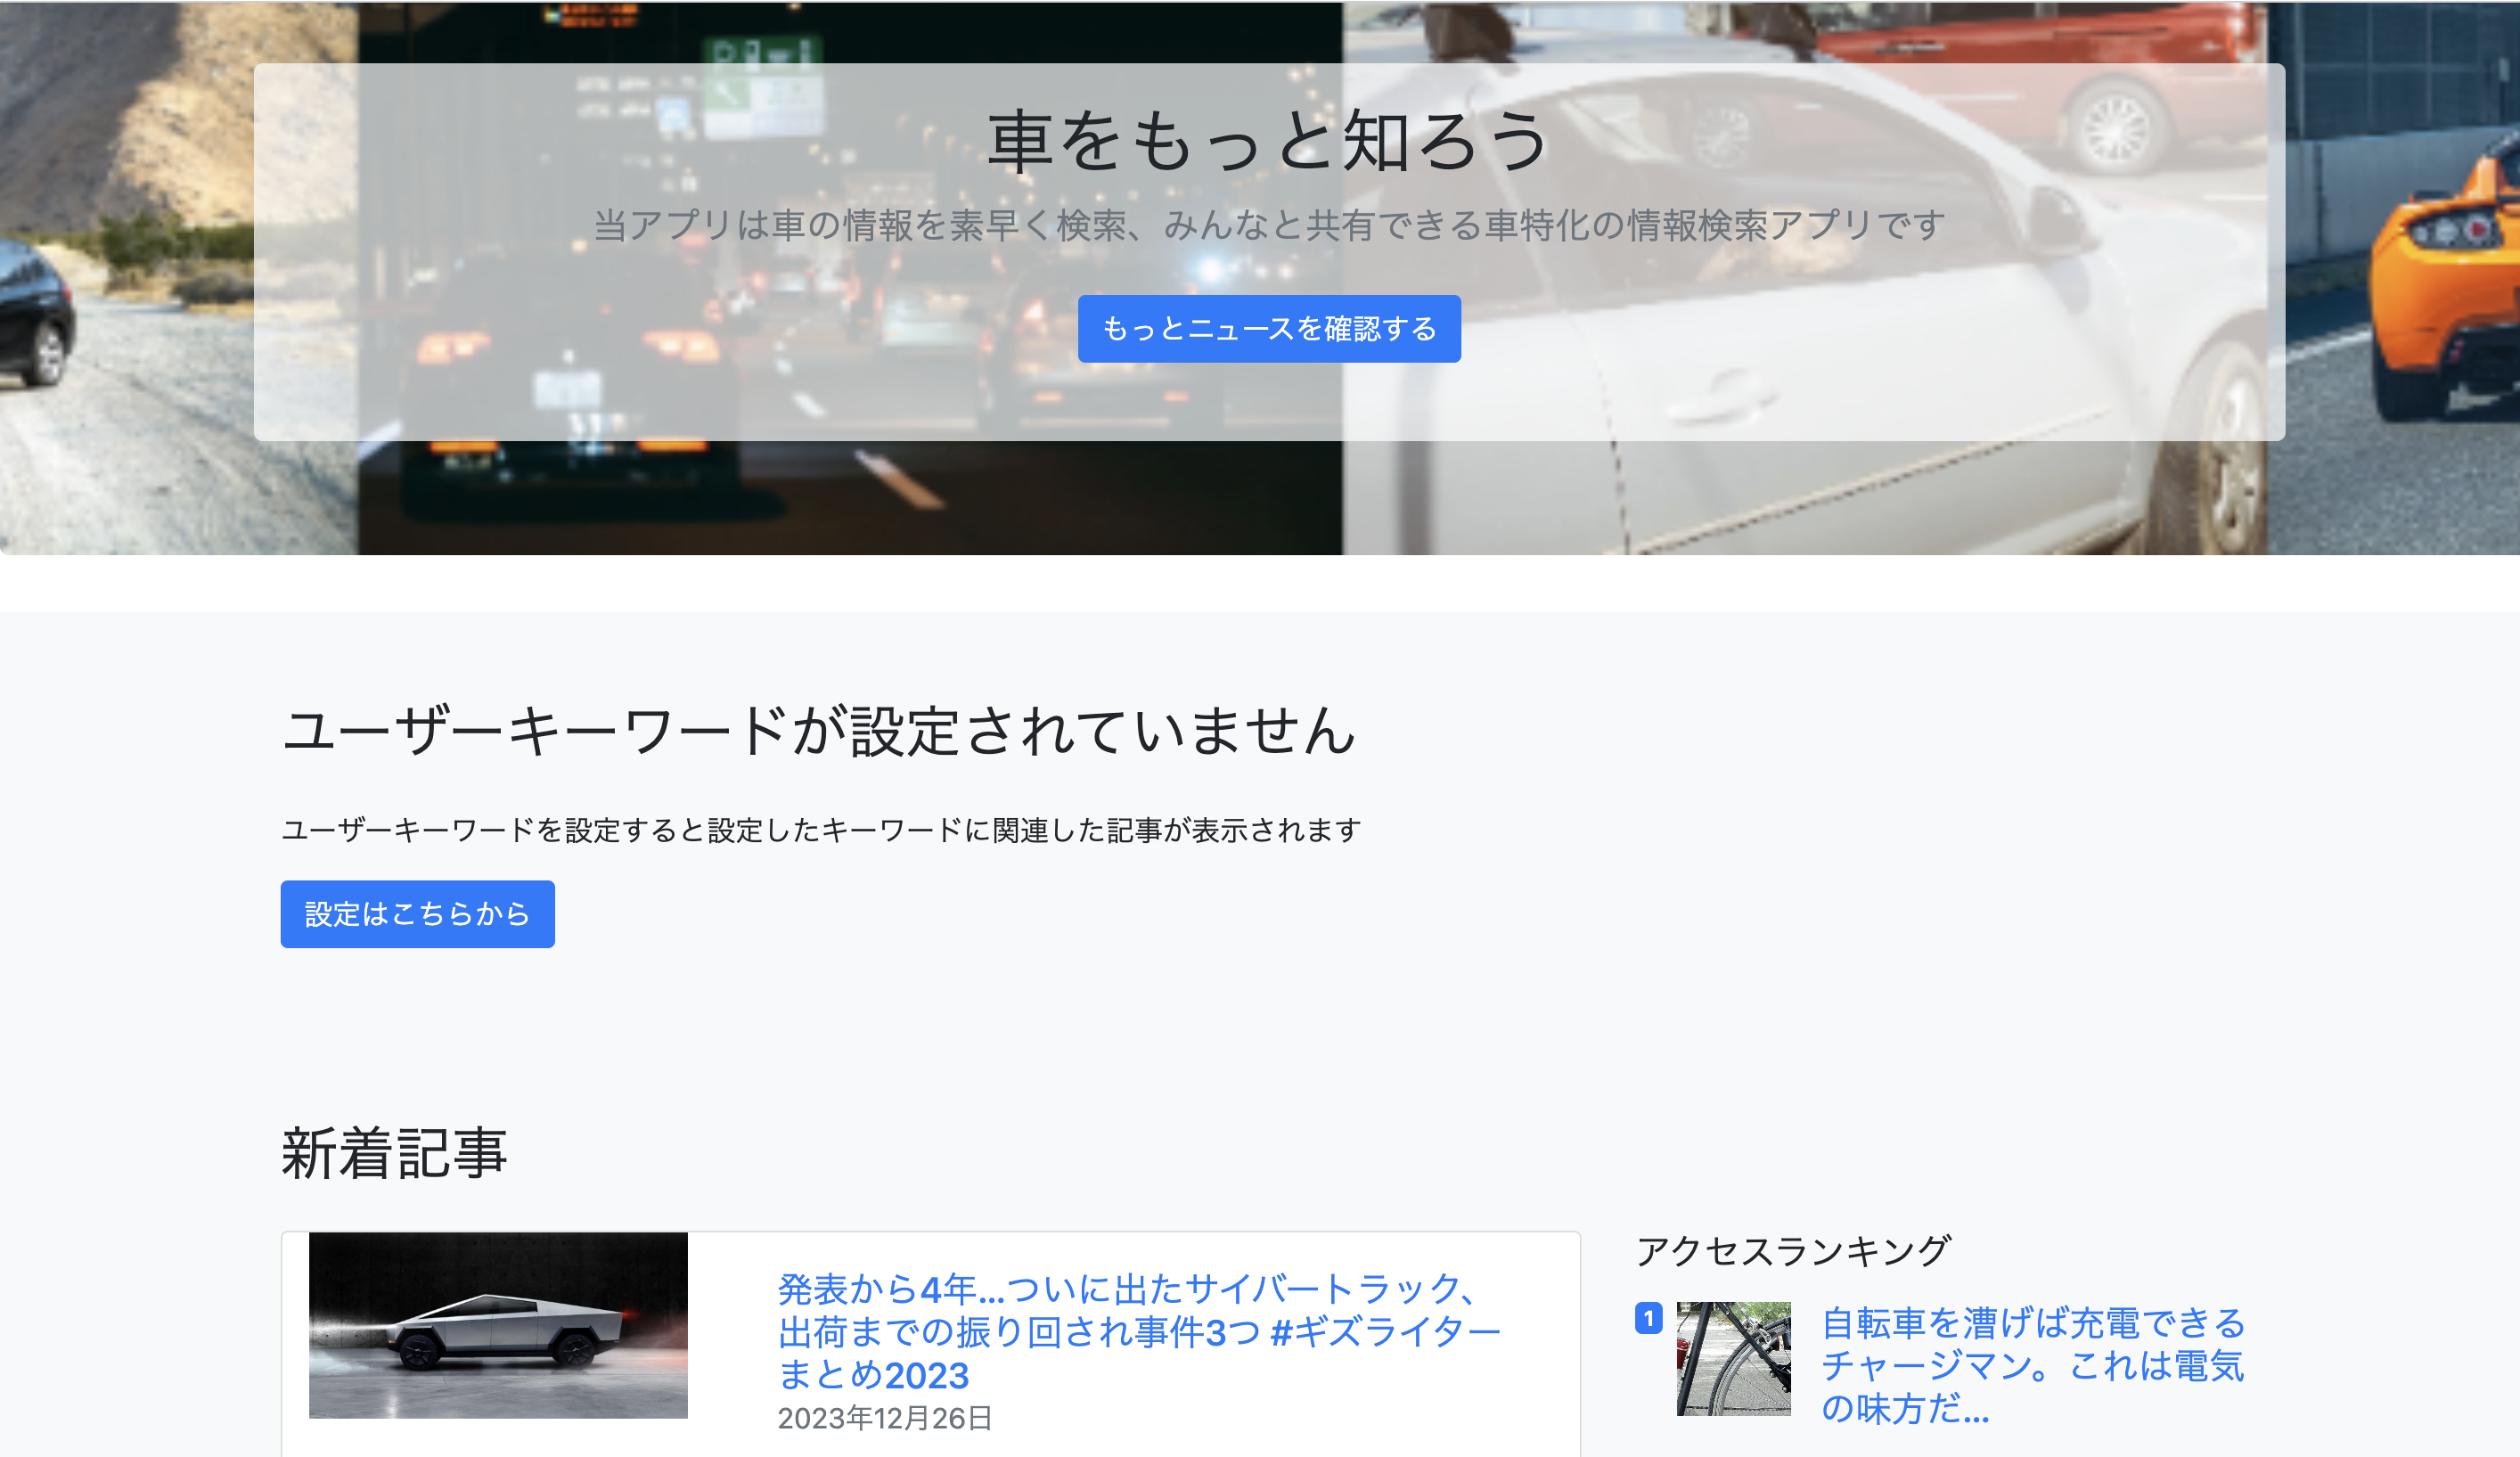 車をもっと知ろう
当アプリは車の情報を素早く検索、みんなと共有できる車特化の情報検索アプリです
もっとニュースを確認する
ユーザーキーワードが設定されていません
ユーザーキーワードを設定すると設定したキーワードに関連した記事が表示されます
設定はこちらから
新着記事
発表から4年...ついに出たサイバートラック、
出荷までの振り回され事件3つ #ギズライター
まとめ2023
2023年12月26日
アクセスランキング
1
自転車を漕げば充電できる
チャージマン。これは電気
の味方だ...